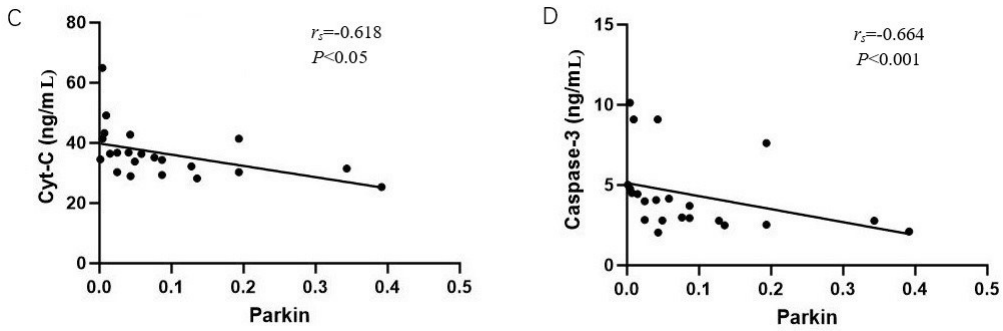 C
80
60
40
20
0
0.0 0.1 0.2 0.3 0.4 0.5
Cyt-C (ng/mL)
Parkin
rs=-0.618
P<0.05
D
15
10
5
0
0.0 0.1 0.2 0.3 0.4 0.5
Caspase-3 (ng/mL)
Parkin
rs=-0.664
P<0.001